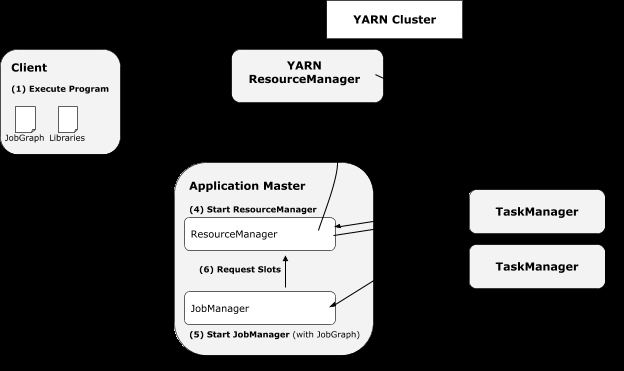 YARN Cluster
Client
(1) Execute Program
JobGraph
Libraries
YARN
ResourceManager
Application Master
(4) Start ResourceManager
ResourceManager
(6) Request Slots
JobManager
(5) Start JobManager (with JobGraph)
TaskManager
TaskManager